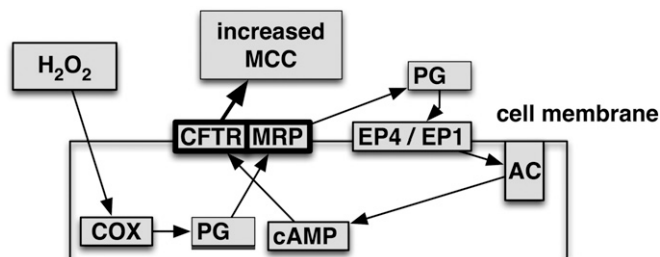 increased
MCC
H₂O₂
PG
cell membrane
CFTR MRP
EP4 / EP1
AC
COX
PG
cAMP